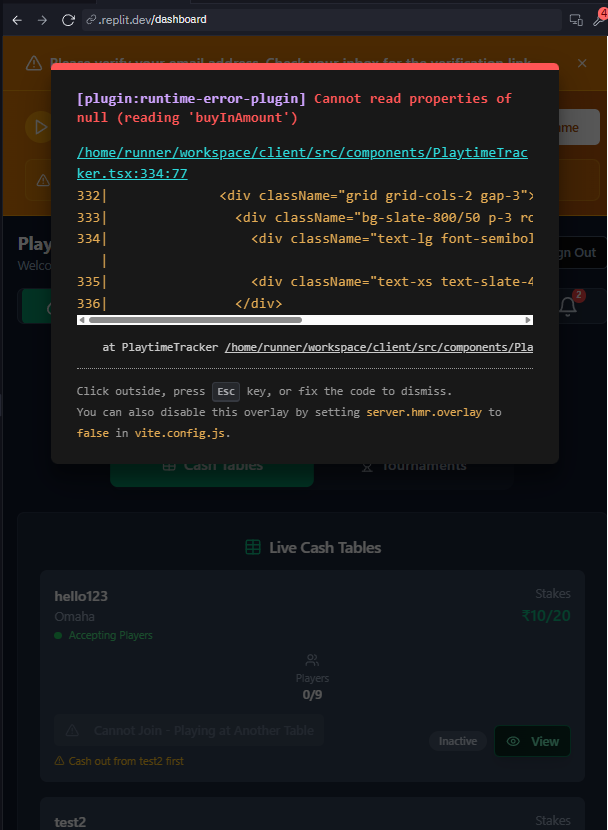 .replit.dev/dashboard
4
Please verify your email address. Check your inbox for the verification link.
[plugin:runtime-error-plugin] Cannot read properties of
null (reading 'buyInAmount')
/home/runner/workspace/client/src/components/PlaytimeTrac
ker.tsx:334:77
332| <div className="grid grid-cols-2 gap-3">
333| <div className="bg-slate-800/50 p-3 ro
334| <div className="text-lg font-semibol
|
335| <div className="text-xs text-slate-4
336| </div>
at PlaytimeTracker /home/runner/workspace/client/src/components/Pla
Click outside, press Esc key, or fix the code to dismiss.
You can also disable this overlay by setting server.hmr.overlay to
false in vite.config.js.
ame
Play
Welco
gn Out
2
Cash Tables
Tournaments
Live Cash Tables
hello123
Stakes
Omaha
₹10/20
Accepting Players
Players
0/9
Cannot Join - Playing at Another Table
Inactive
View
Cash out from test2 first
test2
Stakes